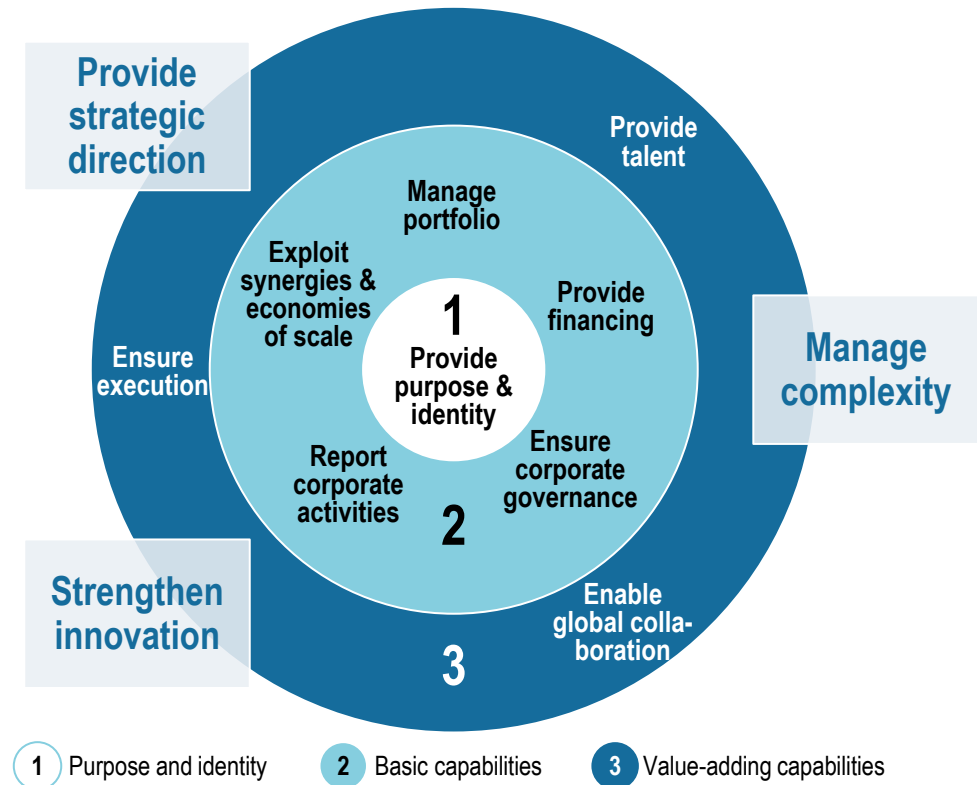 Provide
strategic
direction
Provide
talent
Manage
portfolio
Exploit
synergies &
economies
of scale
Provide
financing
1
Provide
purpose &
identity
Ensure
execution
Manage
complexity
Report
corporate
activities
Ensure
corporate
governance
2
Strengthen
innovation
Enable
global colla-
boration
3
1 Purpose and identity
2 Basic capabilities
3 Value-adding capabilities